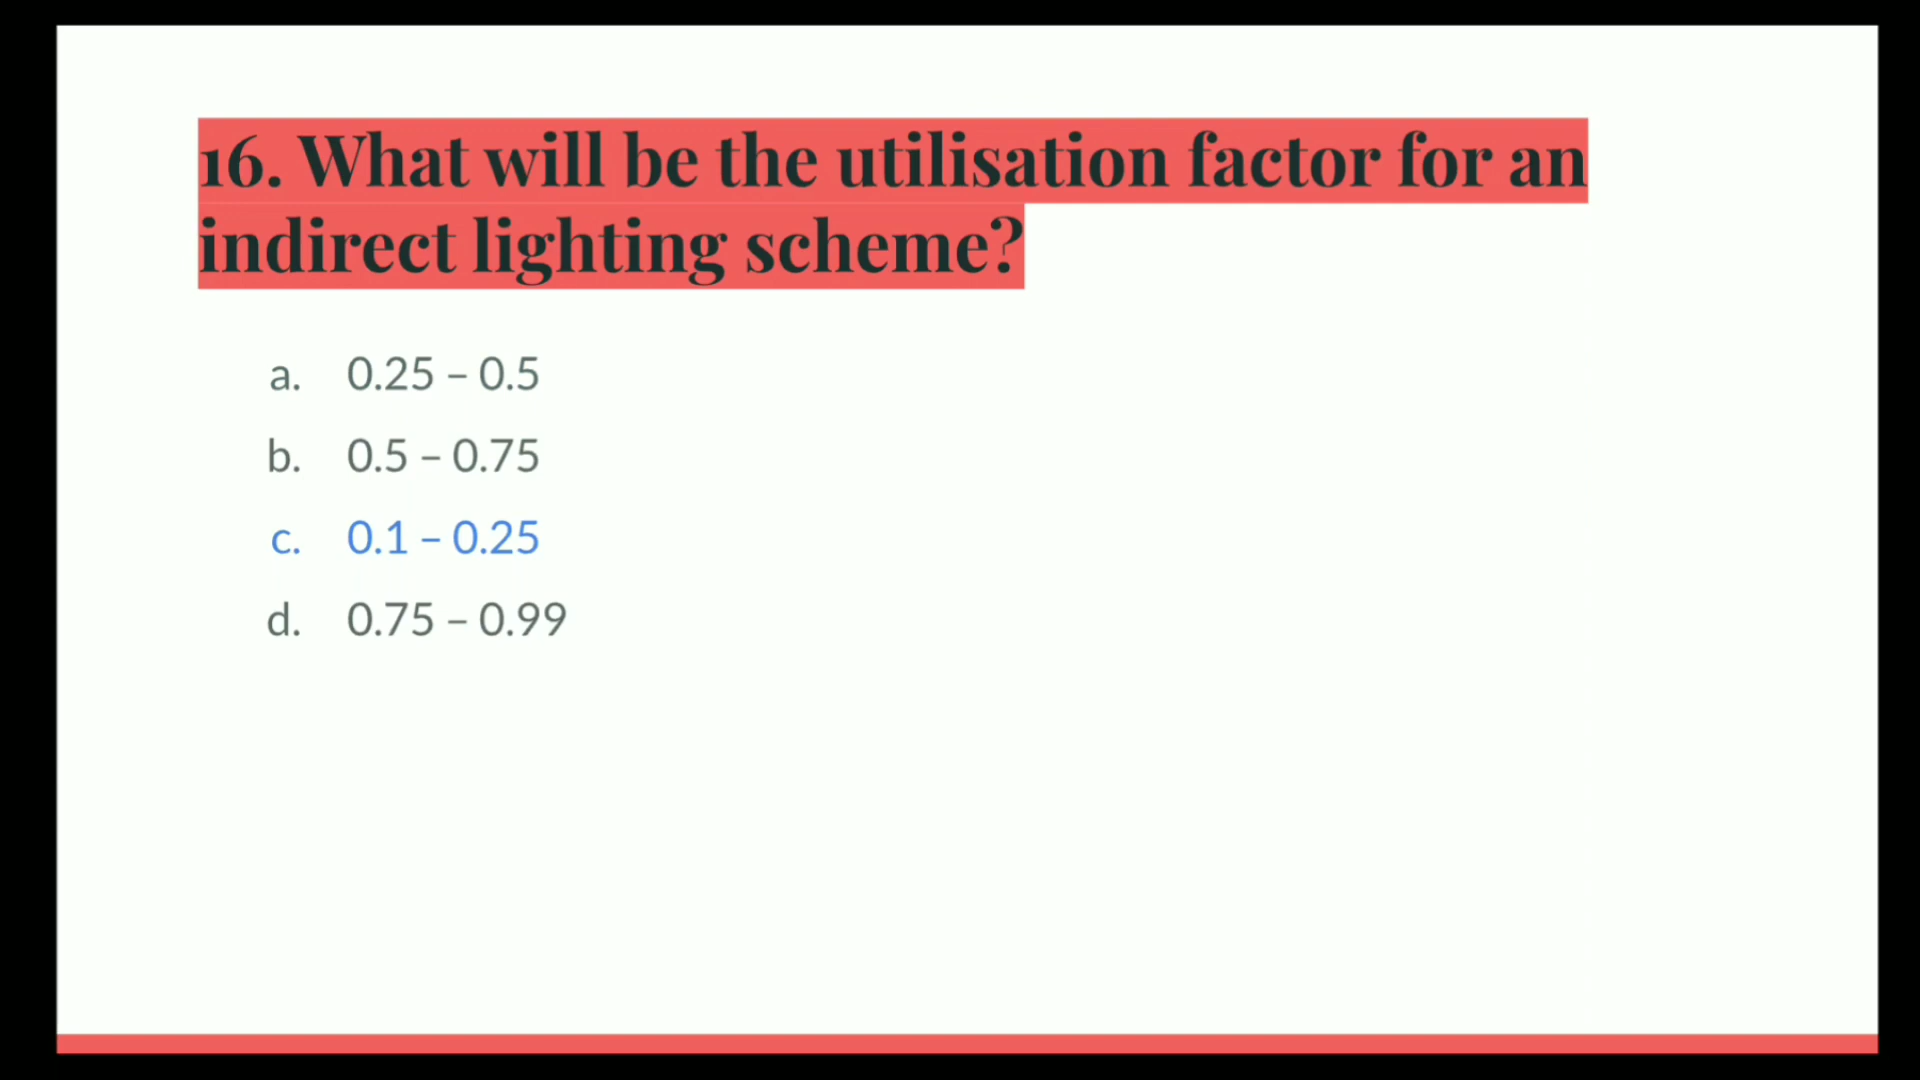 16. What will be the utilisation factor for an
indirect lighting scheme?
a. 0.25 – 0.5
b. 0.5 – 0.75
c. 0.1 – 0.25
d. 0.75 – 0.99